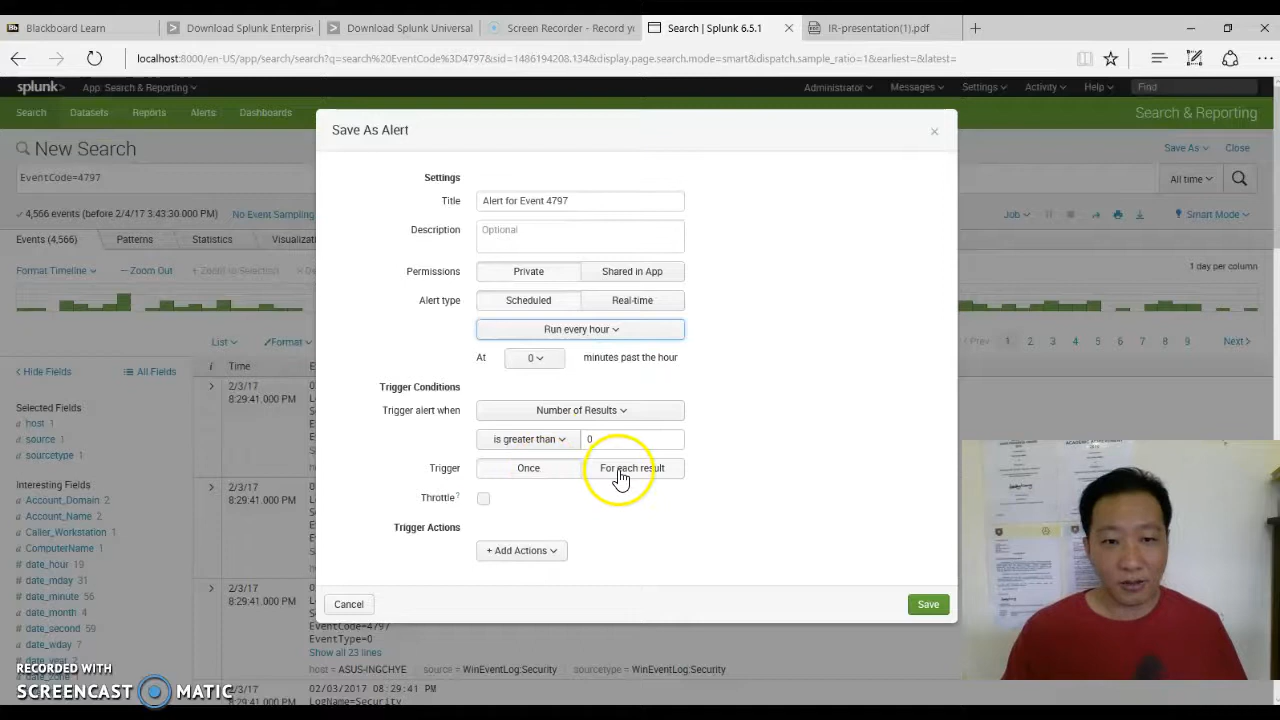 Blackboard Learn
Download Splunk Enterpris
Download Splunk Universal
Screen Recorder - Record yo
Search | Splunk 6.5.1
IR-presentation(1).pdf
localhost:8000/en-US/app/search/search?q=search%20EventCode%3D4797&sid=1486194208.134&display.page.search.mode=smart&dispatch.sample_ratio=1&earliest=&latest=
splunk> App: Search & Reporting
Administrator Messages Settings Activity Help Find
Search Datasets Reports Alerts Dashboards
Search & Reporting
New Search
Save As Close
EventCode=4797
All time
4,566 events (before 2/4/17 3:43:30.000 PM) No Event Sampling
Job Smart Mode
Events (4,566) Patterns Statistics Visualiza
Format Timeline — Zoom Out + Zoom to Selection
1 day per column
List Format
Prev 1 2 3 4 5 6 7 8 9 Next >
< Hide Fields All Fields
i Time
Selected Fields
a host 1
a source 1
a sourcetype 1
Interesting Fields
a Account_Domain 2
a Account_Name 2
a Caller_Workstation 1
a ComputerName 1
# date_hour 19
# date_mday 31
# date_minute 56
a date_month 4
# date_second 59
a date_wday 7
# date_year 2
a date_zone 1
2/3/17
8:29:41.000 PM
2/3/17
8:29:41.000 PM
2/3/17
8:29:41.000 PM
EventCode=4797
EventType=0
Show all 23 lines
host = ASUS-INGCHYE source = WinEventLog:Security sourcetype = WinEventLog:Security
02/03/2017 08:29:41 PM
LogName=Security
Save As Alert
×
Settings
Title Alert for Event 4797
Description Optional
Permissions Private Shared in App
Alert type Scheduled Real-time
Run every hour
At 0 minutes past the hour
Trigger Conditions
Trigger alert when Number of Results
is greater than 0
Trigger Once For each result
Throttle ?
Trigger Actions
+ Add Actions
Cancel Save
RECORDED WITH
SCREENCAST MATIC